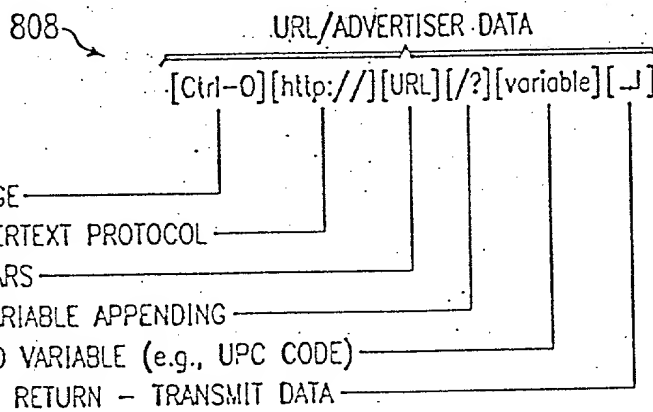 808
URL/ADVERTISER DATA
[Ctrl-O][http://][URL][/?][variable][↵]
GE
ERTEXT PROTOCOL
ARS
ARIABLE APPENDING
D VARIABLE (e.g., UPC CODE)
RETURN - TRANSMIT DATA